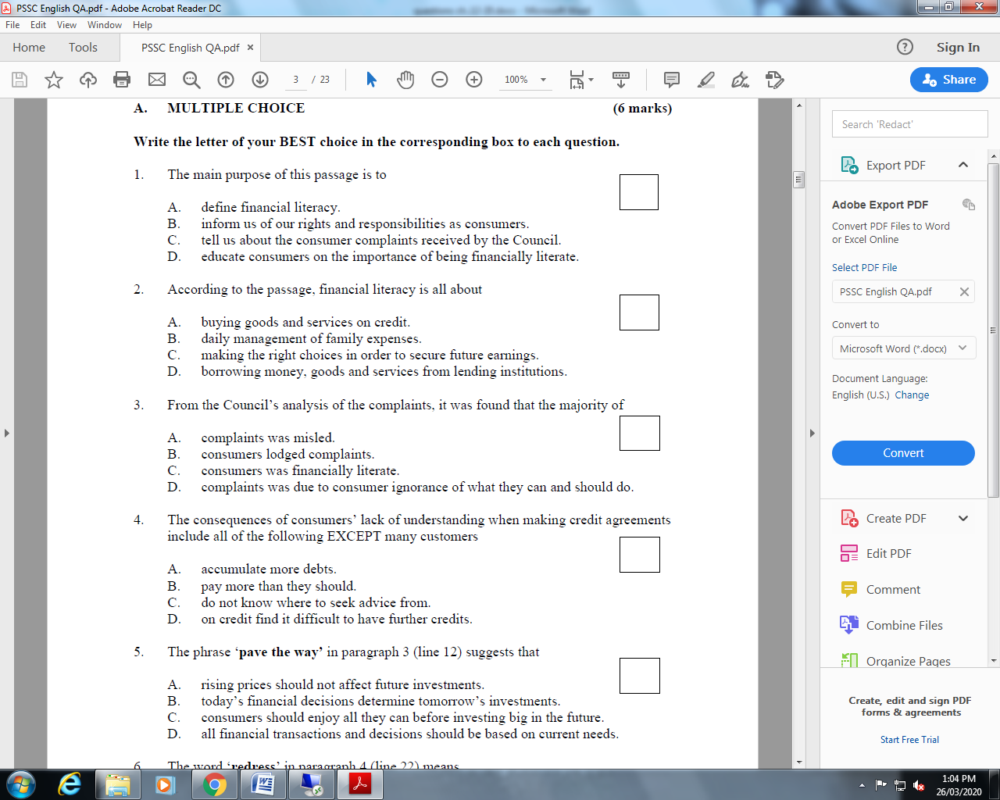 PSSC English QA.pdf - Adobe Acrobat Reader DC
File Edit View Window Help
Home Tools PSSC English QA.pdf × Sign In
3 / 23 100% Share
A. MULTIPLE CHOICE (6 marks)
Write the letter of your BEST choice in the corresponding box to each question.
1. The main purpose of this passage is to
A. define financial literacy.
B. inform us of our rights and responsibilities as consumers.
C. tell us about the consumer complaints received by the Council.
D. educate consumers on the importance of being financially literate.
2. According to the passage, financial literacy is all about
A. buying goods and services on credit.
B. daily management of family expenses.
C. making the right choices in order to secure future earnings.
D. borrowing money, goods and services from lending institutions.
3. From the Council's analysis of the complaints, it was found that the majority of
A. complaints was misled.
B. consumers lodged complaints.
C. consumers was financially literate.
D. complaints was due to consumer ignorance of what they can and should do.
4. The consequences of consumers' lack of understanding when making credit agreements
include all of the following EXCEPT many customers
A. accumulate more debts.
B. pay more than they should.
C. do not know where to seek advice from.
D. on credit find it difficult to have further credits.
5. The phrase 'pave the way' in paragraph 3 (line 12) suggests that
A. rising prices should not affect future investments.
B. today's financial decisions determine tomorrow's investments.
C. consumers should enjoy all they can before investing big in the future.
D. all financial transactions and decisions should be based on current needs.
6. The word 'redress' in paragraph 4 (line 22) means
Search 'Redact'
Export PDF
Adobe Export PDF
Convert PDF Files to Word
or Excel Online
Select PDF File
PSSC English QA.pdf
Convert to
Microsoft Word (*.docx)
Document Language:
English (U.S.) Change
Convert
Create PDF
Edit PDF
Comment
Combine Files
Organize Pages
Create, edit and sign PDF
forms & agreements
Start Free Trial
1:04 PM
26/03/2020